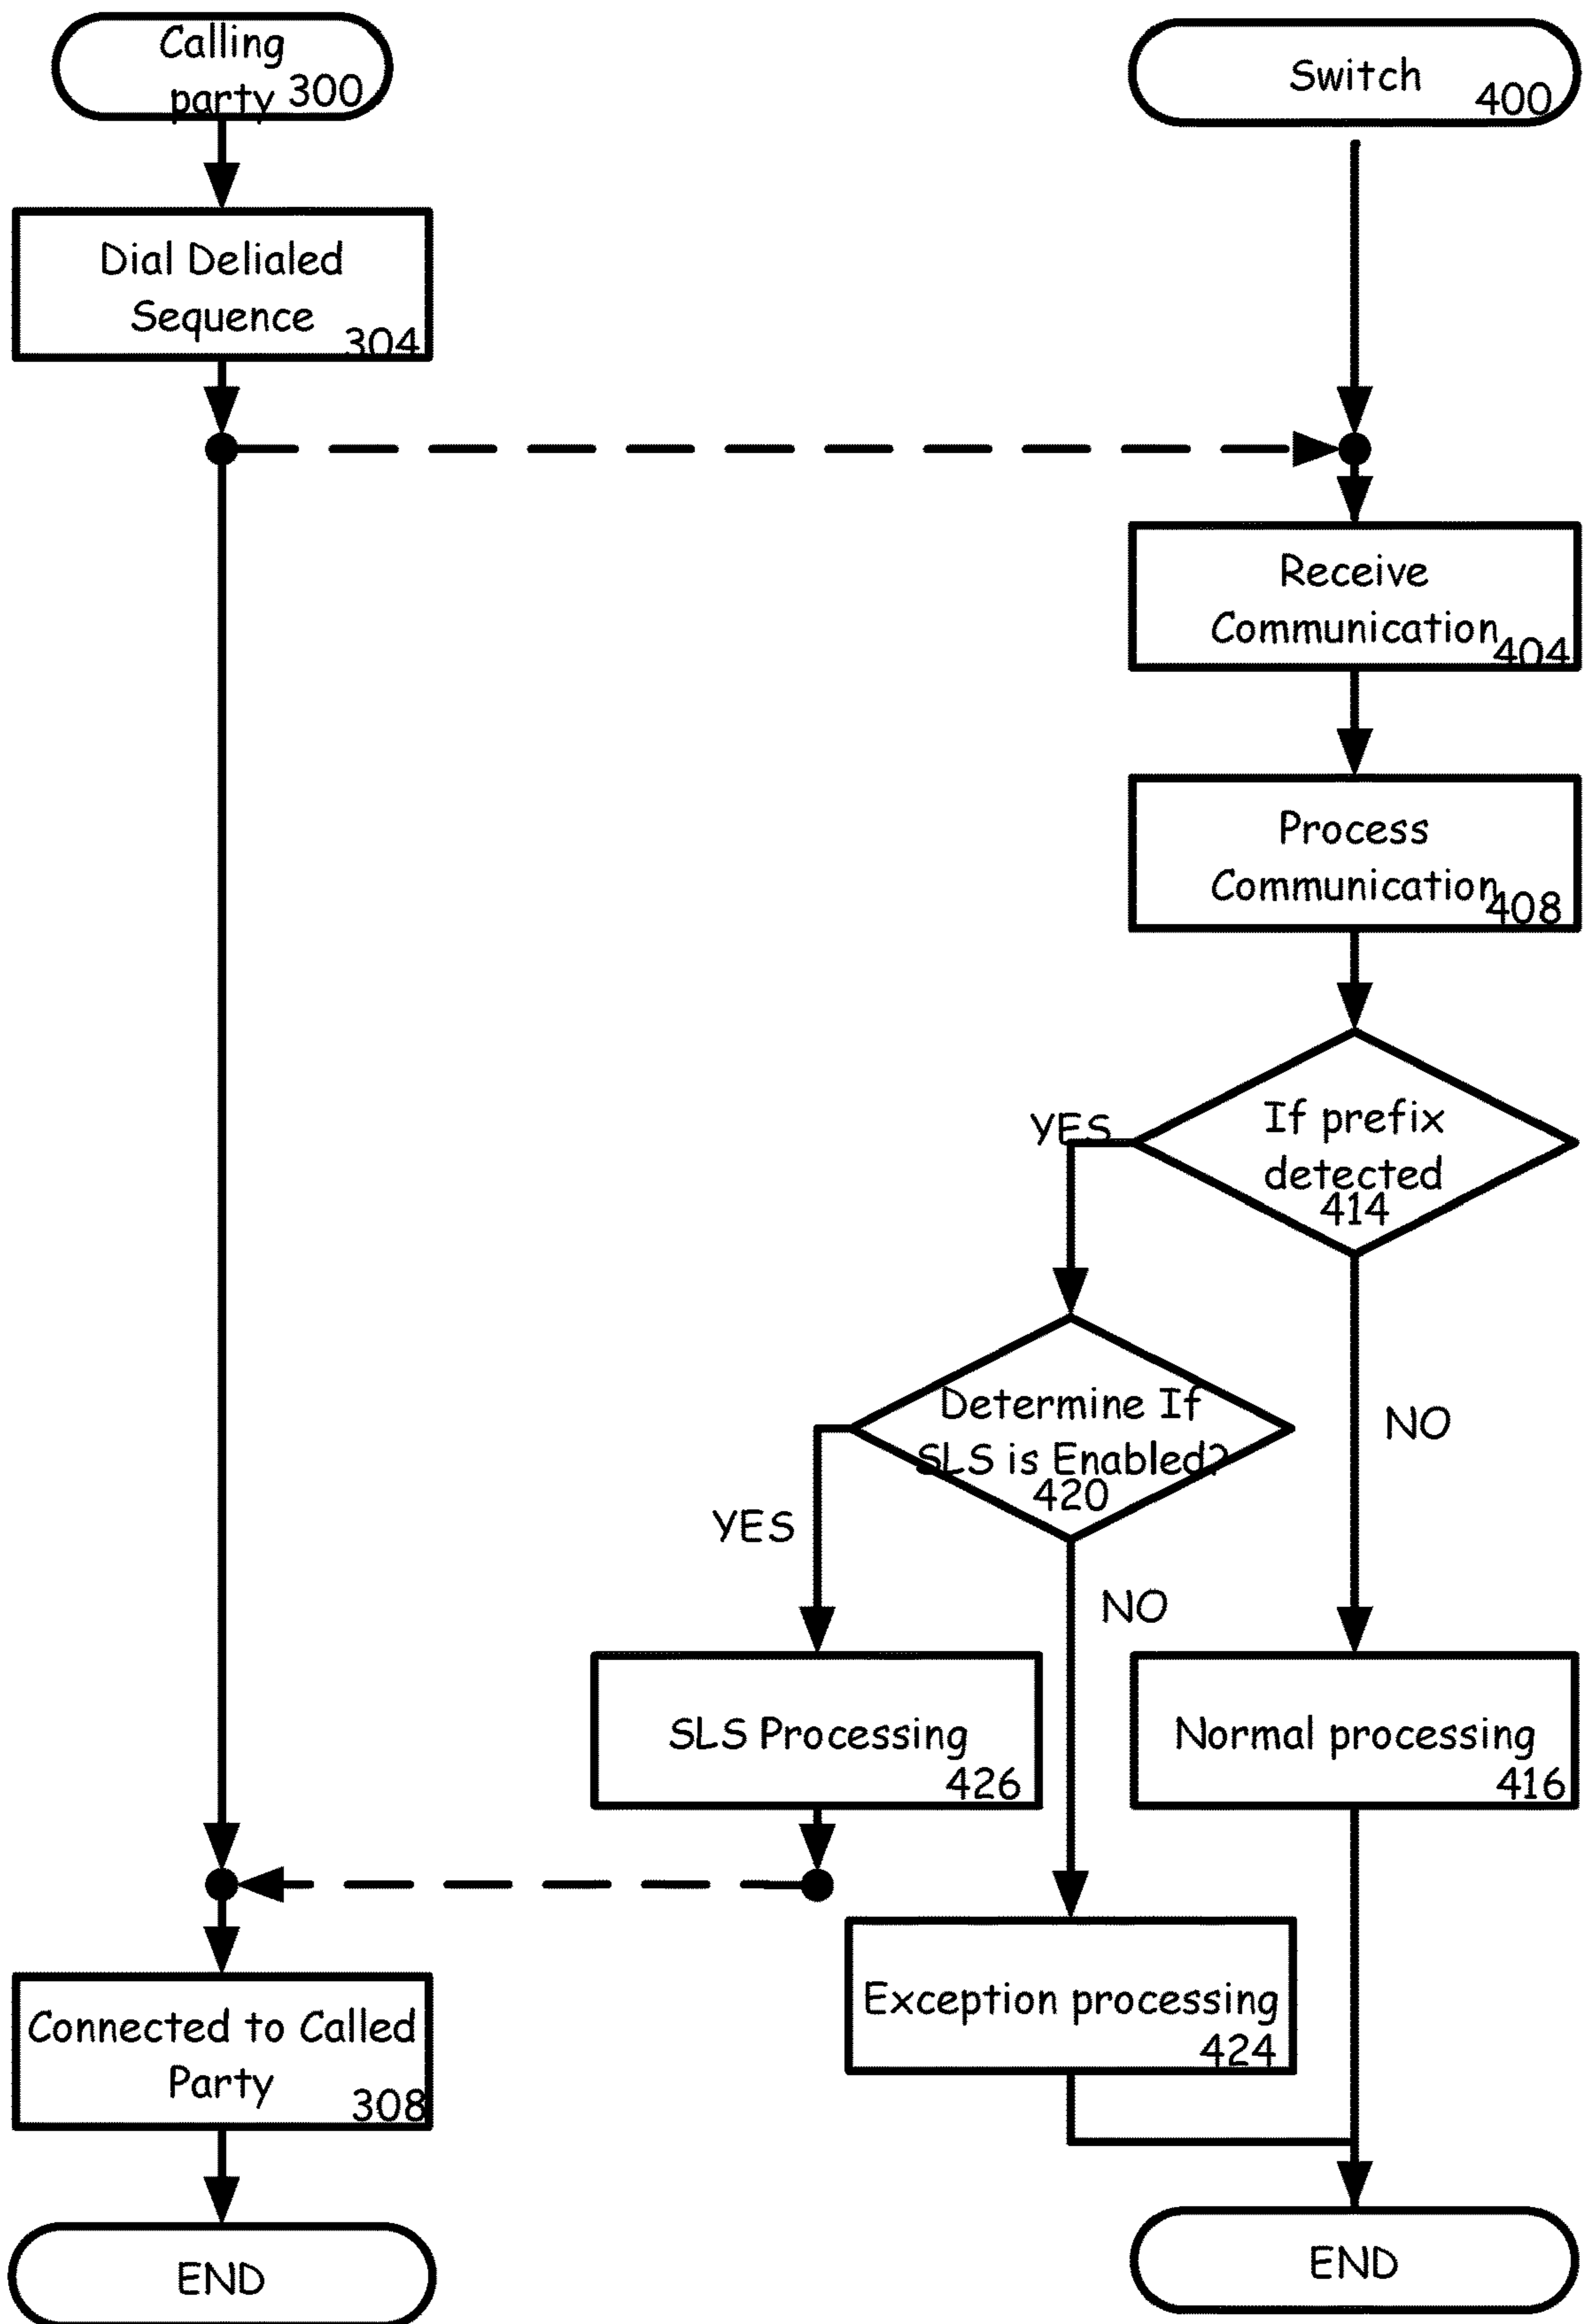 Calling
party 300
Switch
400
Dial Delialed
Sequence
304
Receive
Communication
404
Process
Communication
408
YES
If prefix
detected
414
Determine If
SLS is Enabled?
420
NO
YES
NO
SLS Processing
426
Normal processing
416
Exception processing
424
Connected to Called
Party
308
END
END